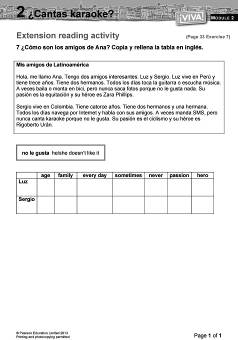 2 ¿Cantas karaoke?
¡VIVA!
MODULE 2
Extension reading activity
(Page 33 Exercise 7)
7 ¿Cómo son los amigos de Ana? Copia y rellena la tabla en inglés.
Mis amigos de Latinoamérica
Hola, me llamo Ana. Tengo dos amigos interesantes: Luz y Sergio. Luz vive en Perú y
tiene trece años. Tiene dos hermanos. Todos los días toca la guitarra o escucha música.
A veces baila o monta en bici, pero nunca saca fotos porque no le gusta nada. Su
pasión es la equitación y su héroe es Zara Phillips.
Sergio vive en Colombia. Tiene catorce años. Tiene dos hermanos y una hermana.
Todos los días navega por Internet y habla con sus amigos. A veces manda SMS, pero
nunca canta karaoke porque no le gusta. Su pasión es el ciclismo y su héroe es
Rigoberto Urán.
no le gusta he/she doesn't like it
age family every day sometimes never passion hero
Luz
Sergio
© Pearson Education Limited 2013
Printing and photocopying permitted
Page 1 of 1